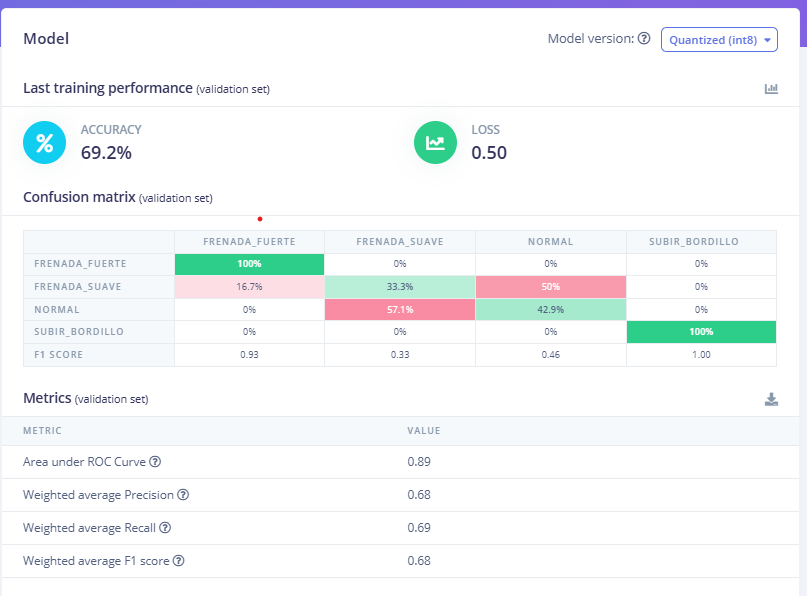 Model
Model version: Quantized (int8)
Last training performance (validation set)
% ACCURACY
69.2%
LOSS
0.50
Confusion matrix (validation set)
FRENADA_FUERTE FRENADA_SUAVE NORMAL SUBIR_BORDILLO
FRENADA_FUERTE 100% 0% 0% 0%
FRENADA_SUAVE 16.7% 33.3% 50% 0%
NORMAL 0% 57.1% 42.9% 0%
SUBIR_BORDILLO 0% 0% 0% 100%
F1 SCORE 0.93 0.33 0.46 1.00
Metrics (validation set)
METRIC VALUE
Area under ROC Curve 0.89
Weighted average Precision 0.68
Weighted average Recall 0.69
Weighted average F1 score 0.68